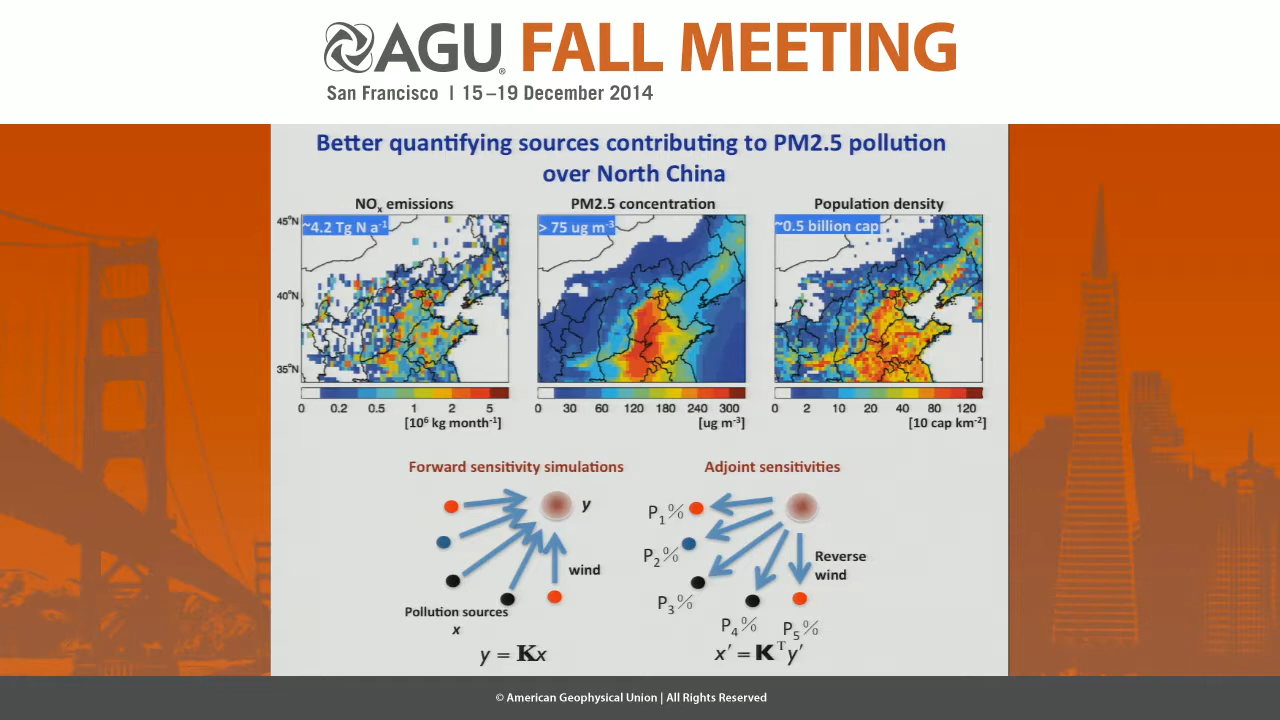 AGU® FALL MEETING
San Francisco | 15–19 December 2014
Better quantifying sources contributing to PM2.5 pollution
over North China
NOx emissions
PM2.5 concentration
Population density
45°N
40°N
35°N
~4.2 Tg N a⁻¹
> 75 ug m⁻³
~0.5 billion cap
0 0.2 0.5 1 2 5
[10⁶ kg month⁻¹]
0 30 60 120 180 240 300
[ug m⁻³]
0 2 10 20 40 80 120
[10 cap km⁻²]
Forward sensitivity simulations
y
wind
Pollution sources
x
y = Kx
Adjoint sensitivities
P₁%
P₂%
P₃%
P₄%
P₅%
Reverse
wind
x′ = Kᵀy′
© American Geophysical Union | All Rights Reserved